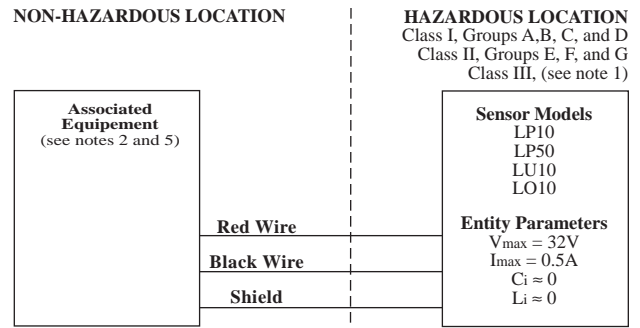 NON-HAZARDOUS LOCATION
HAZARDOUS LOCATION
Class I, Groups A,B, C, and D
Class II, Groups E, F, and G
Class III, (see note 1)
Associated
Equipement
(see notes 2 and 5)
Red Wire
Black Wire
Shield
Sensor Models
LP10
LP50
LU10
LO10
Entity Parameters
Vmax = 32V
Imax = 0.5A
Ci ≈ 0
Li ≈ 0